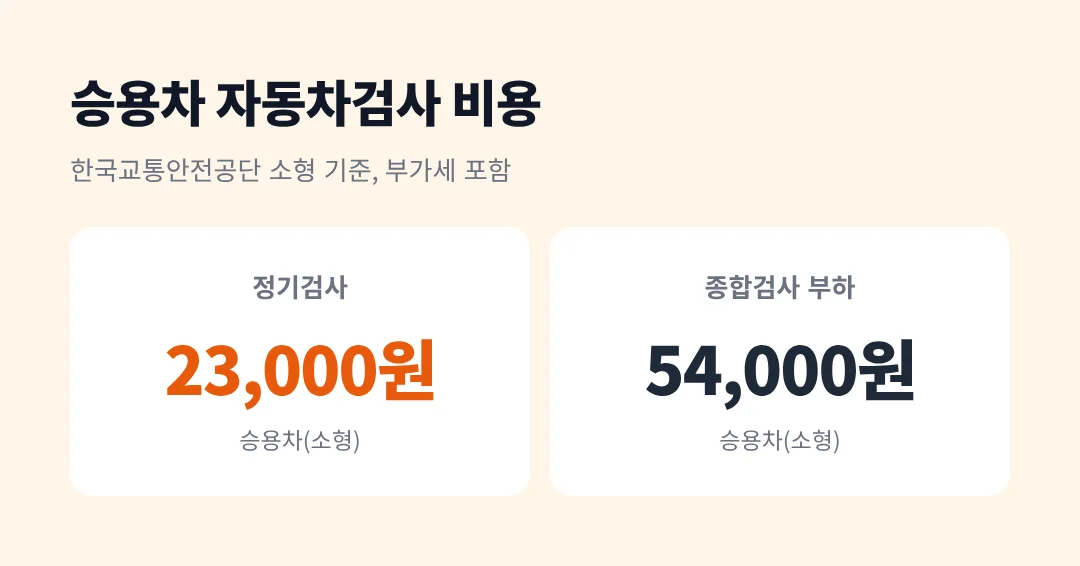 승용차 자동차검사 비용
한국교통안전공단 소형 기준, 부가세 포함
정기검사
23,000원
승용차(소형)
종합검사 부하
54,000원
승용차(소형)